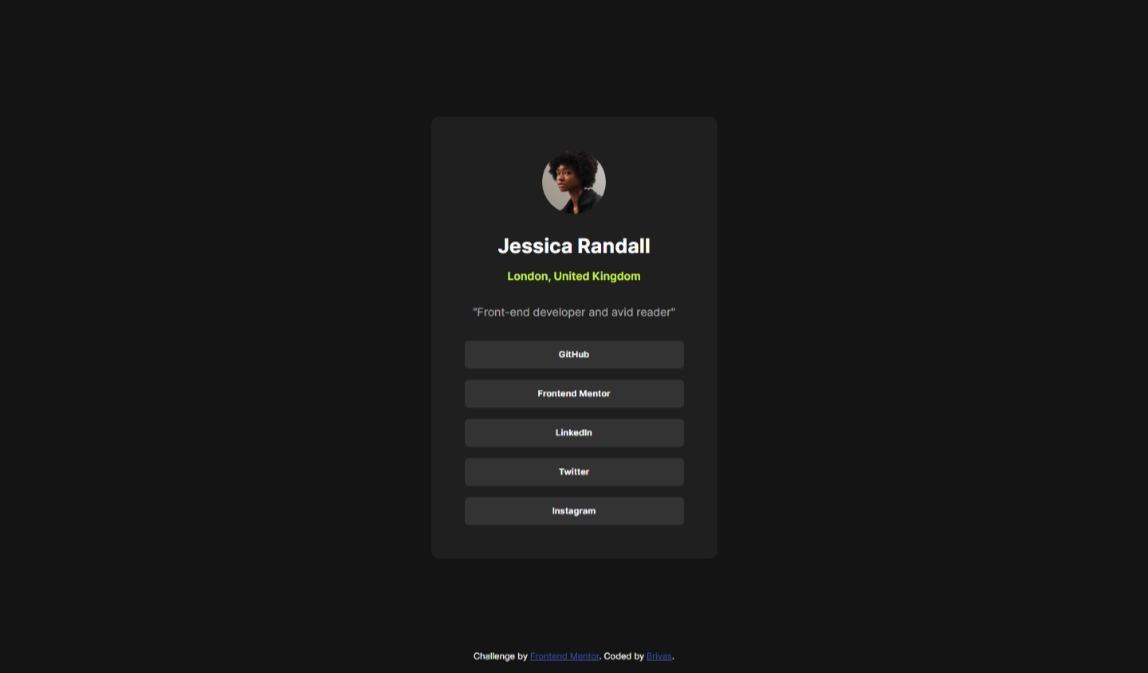 Jessica Randall
London, United Kingdom
"Front-end developer and avid reader"
GitHub
Frontend Mentor
LinkedIn
Twitter
Instagram
Challenge by Frontend Mentor. Coded by Brivas.